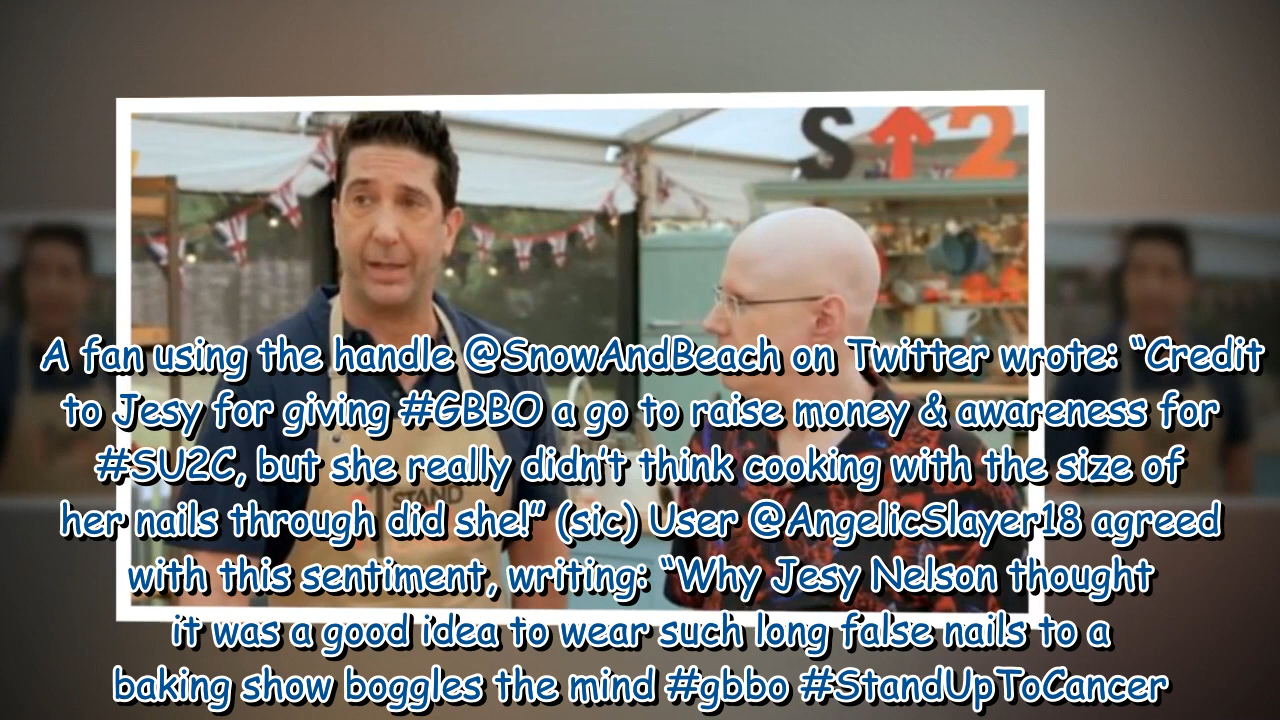 S↑2
STAND
A fan using the handle @SnowAndBeach on Twitter wrote: “Credit
to Jesy for giving #GBBO a go to raise money & awareness for
#SU2C, but she really didn’t think cooking with the size of
her nails through did she!” (sic) User @AngelicSlayer18 agreed
with this sentiment, writing: “Why Jesy Nelson thought
it was a good idea to wear such long false nails to a
baking show boggles the mind #gbbo #StandUpToCancer